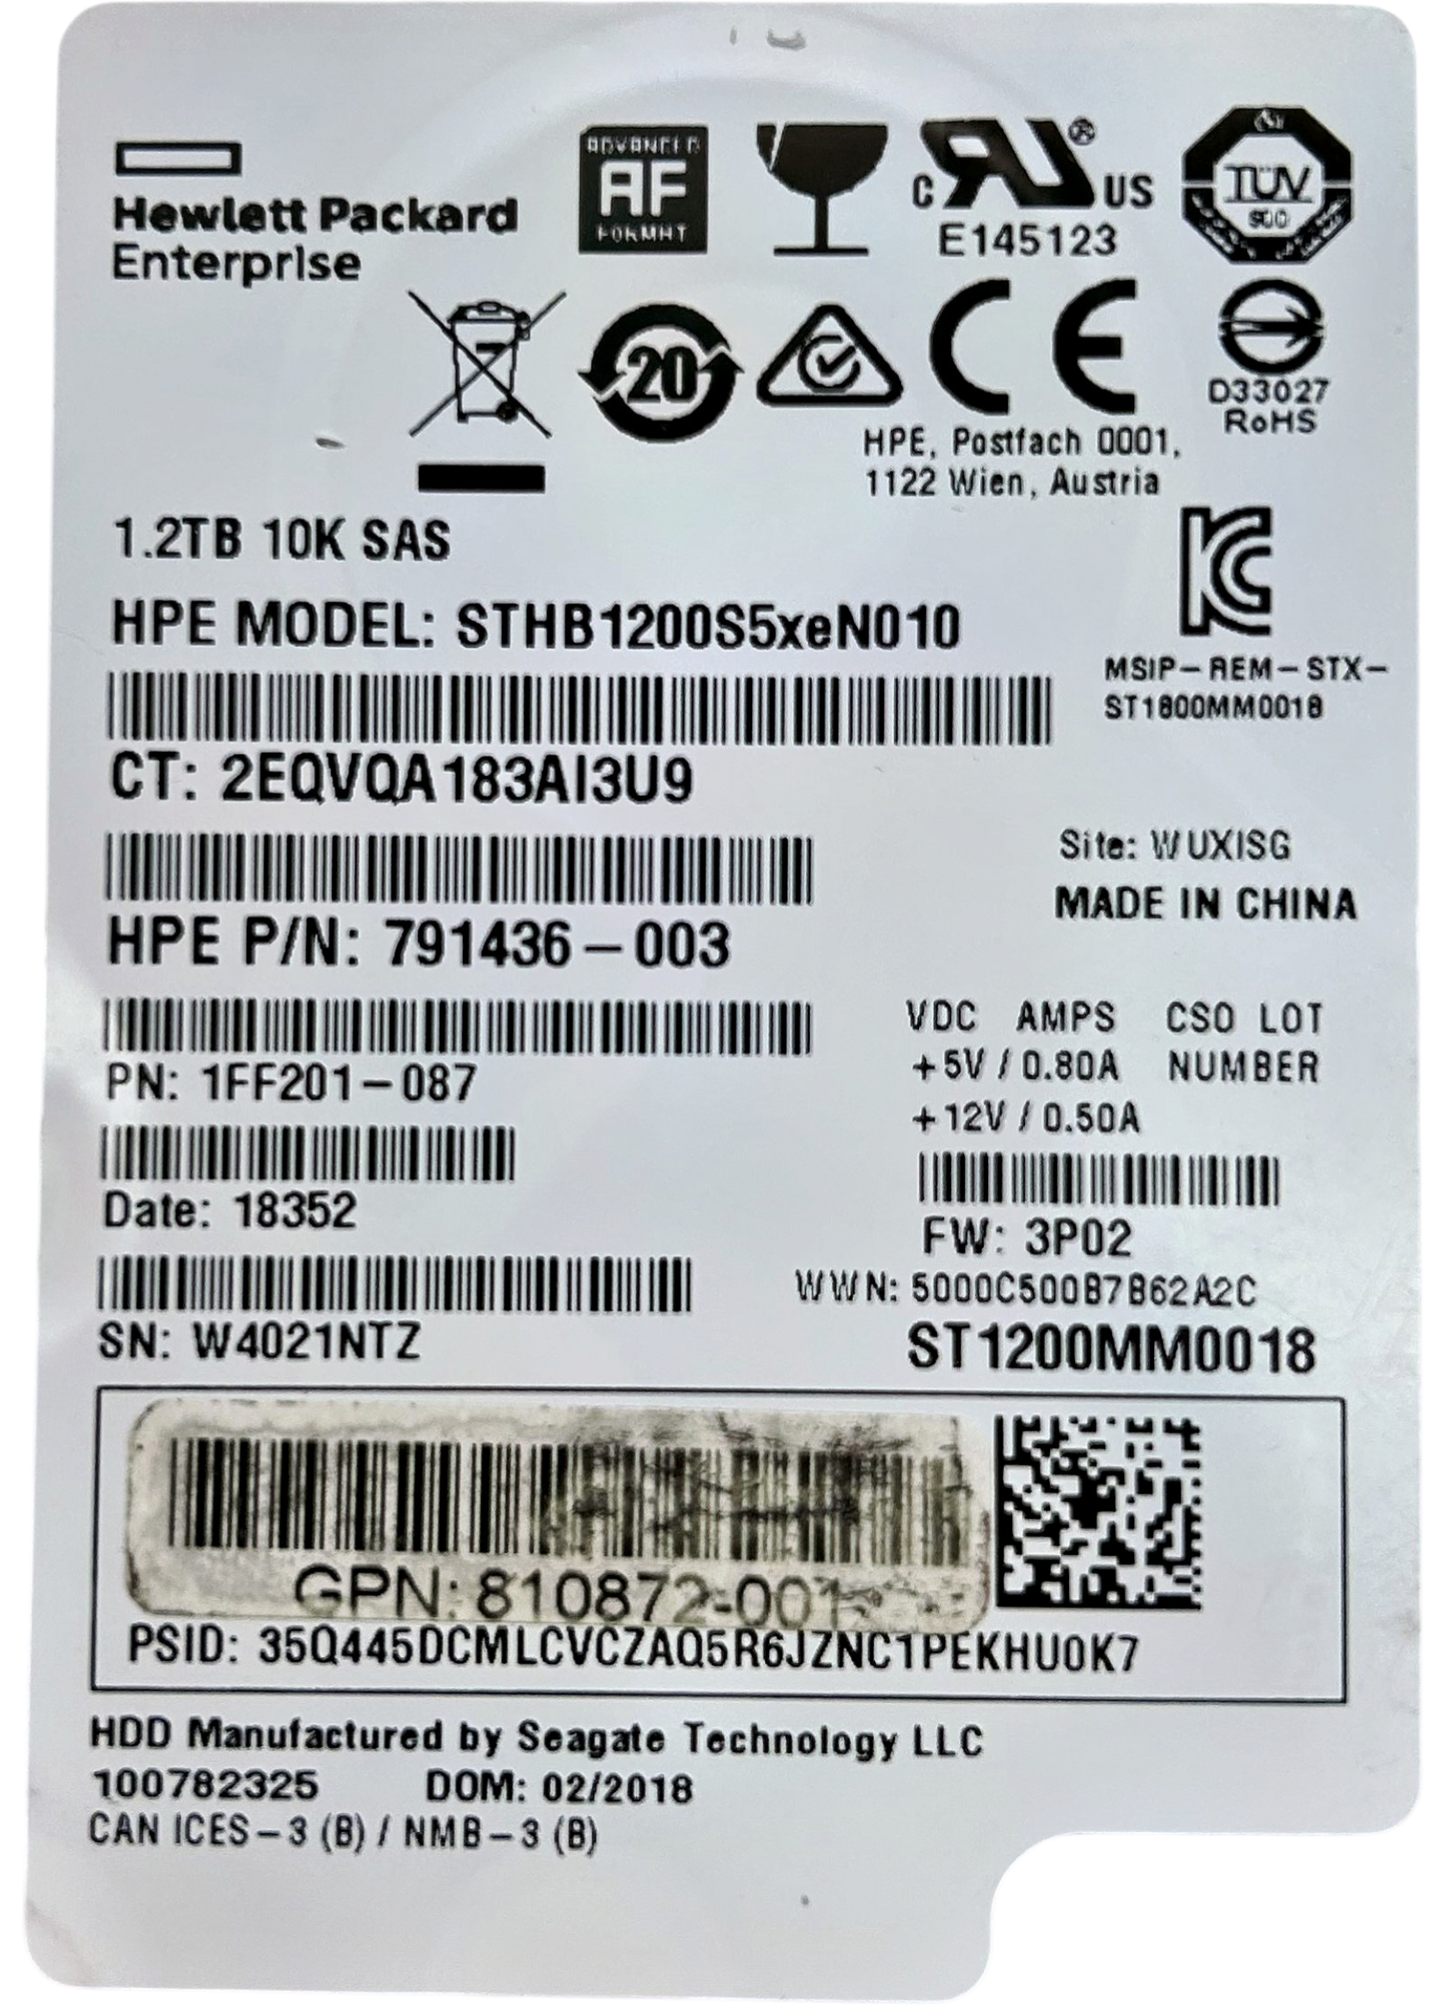 Hewlett Packard
Enterprise
ADVANCED
AF
FORMAT
C US ®
E145123
TÜV
SÜD
20
CE
D33027
RoHS
HPE, Postfach 0001,
1122 Wien, Austria
1.2TB 10K SAS
HPE MODEL: STHB1200S5xeN010
MSIP-REM-STX-
ST1800MM0018
CT: 2EQVQA183AI3U9
Site: WUXISG
MADE IN CHINA
HPE P/N: 791436-003
VDC AMPS CSO LOT
+5V / 0.80A NUMBER
+12V / 0.50A
PN: 1FF201-087
Date: 18352
FW: 3P02
WWN: 5000C500B7B62A2C
SN: W4021NTZ
ST1200MM0018
GPN: 810872-001
PSID: 35Q445DCMLCVCZAQ5R6JZNC1PEKHU0K7
HDD Manufactured by Seagate Technology LLC
100782325 DOM: 02/2018
CAN ICES-3 (B) / NMB-3 (B)